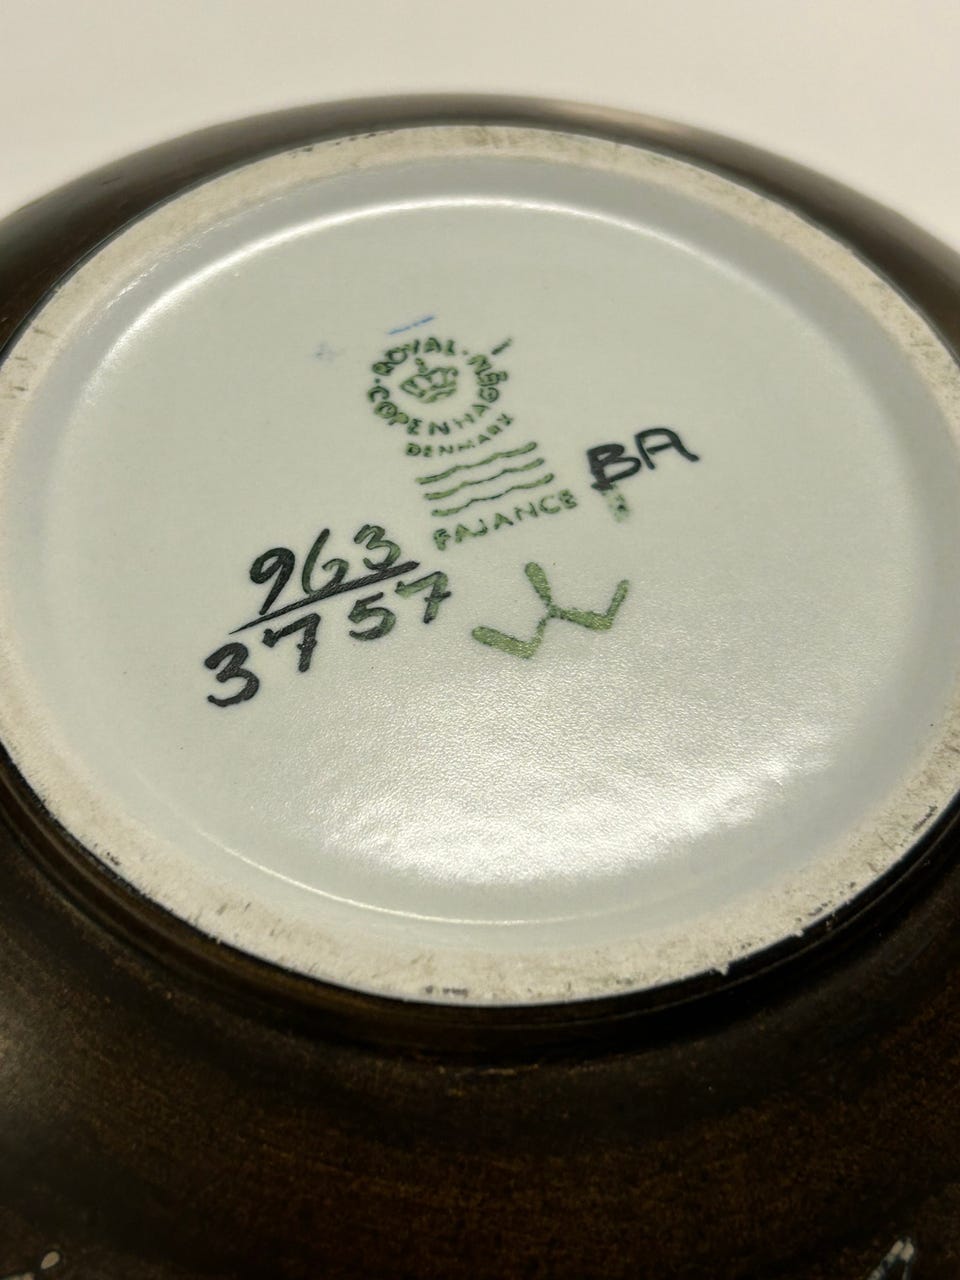 ·ROYAL·
·COPENHAGEN
DENMARK
FAJANCE
BA
963
3757